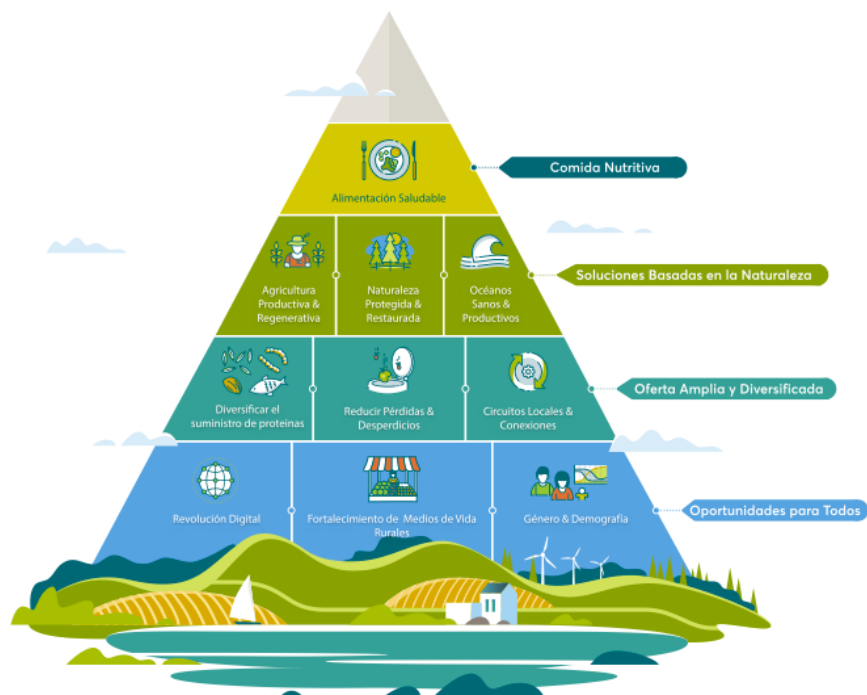 Comida Nutritiva
Alimentación Saludable
Agricultura
Productiva &
Regenerativa
Naturaleza
Protegida &
Restaurada
Océanos
Sanos &
Productivos
Soluciones Basadas en la Naturaleza
Diversificar el
suministro de proteinas
Reducir Pérdidas &
Desperdicios
Circuitos Locales &
Conexiones
Oferta Amplia y Diversificada
Revolución Digital
Fortalecimiento de Medios de Vida
Rurales
Género & Demografía
Oportunidades para Todos